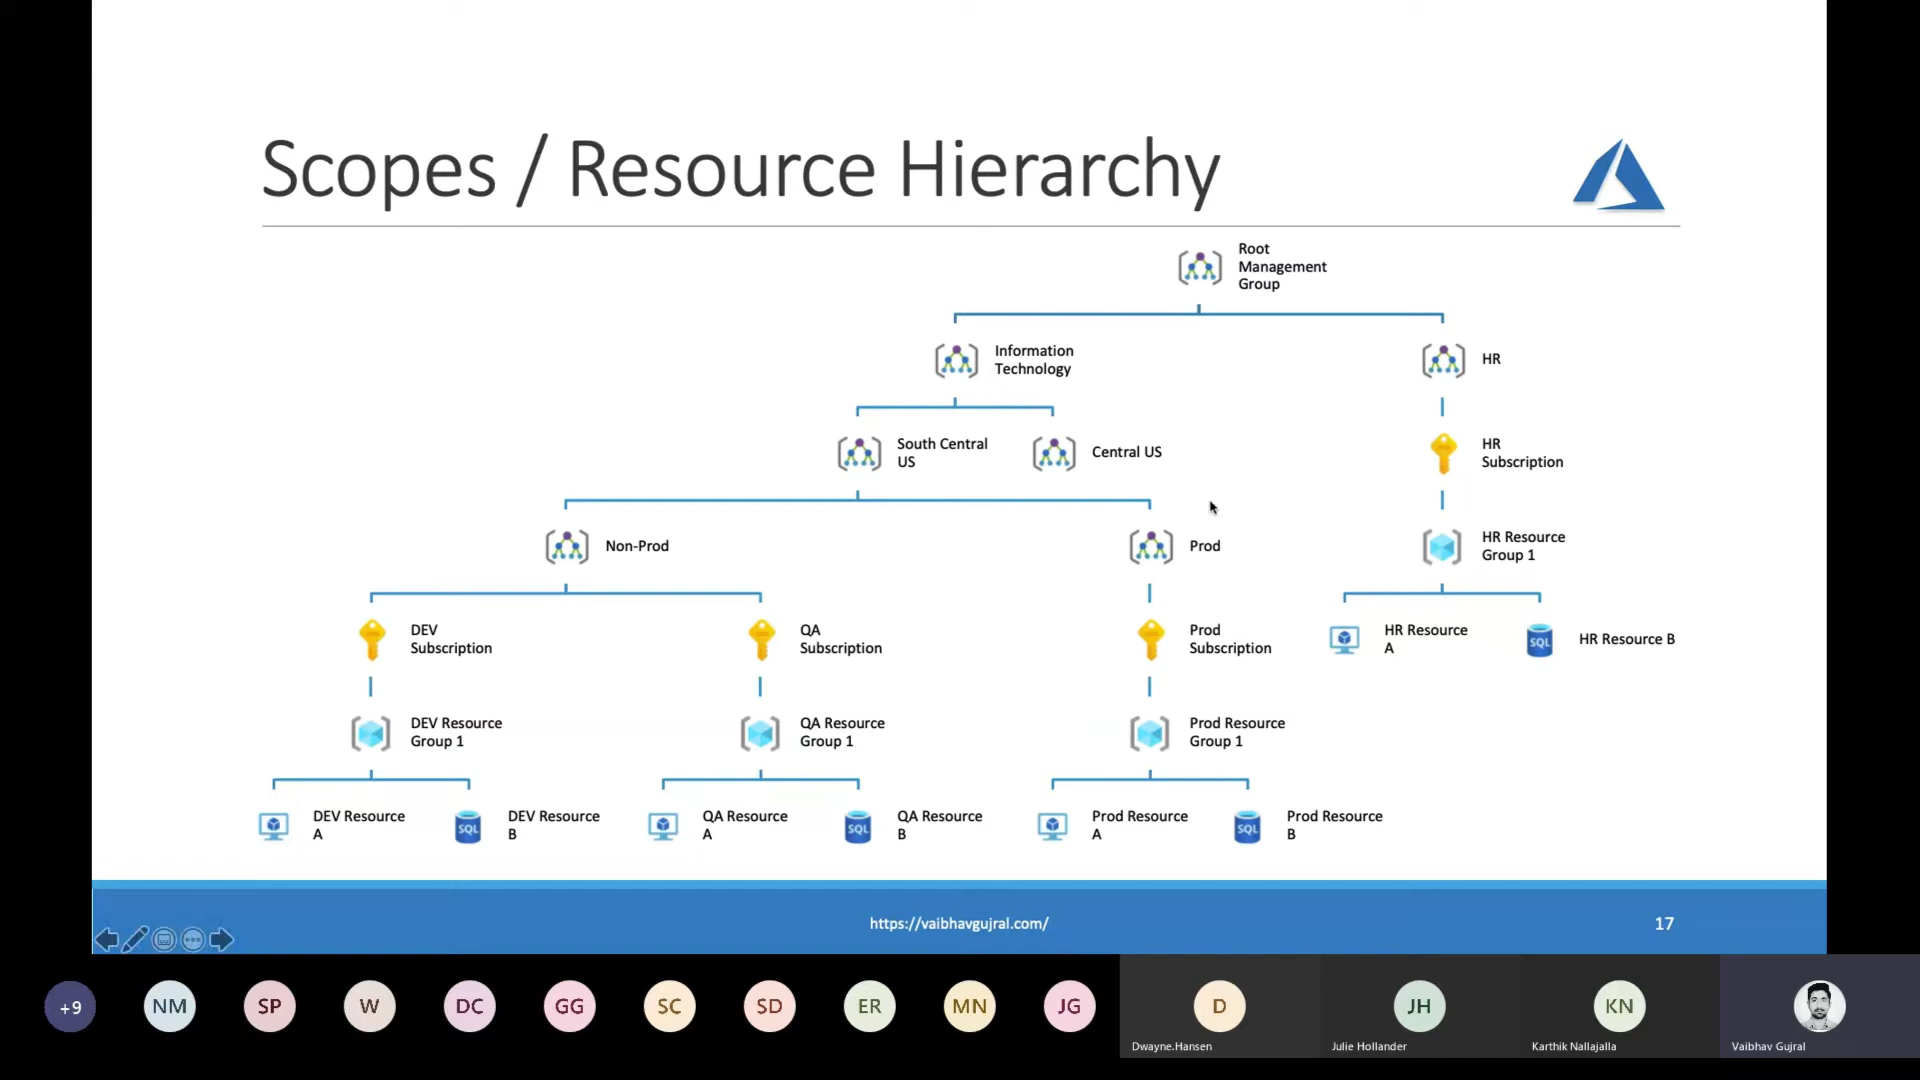 Scopes / Resource Hierarchy
Root
Management
Group
Information
Technology
HR
South Central
US
Central US
HR
Subscription
Non-Prod
Prod
HR Resource
Group 1
DEV
Subscription
QA
Subscription
Prod
Subscription
HR Resource
A
SQL
HR Resource B
DEV Resource
Group 1
QA Resource
Group 1
Prod Resource
Group 1
DEV Resource
A
SQL
DEV Resource
B
QA Resource
A
SQL
QA Resource
B
Prod Resource
A
SQL
Prod Resource
B
https://vaibhavgujral.com/
17
+9
NM
SP
W
DC
GG
SC
SD
ER
MN
JG
D
Dwayne.Hansen
JH
Julie Hollander
KN
Karthik Nallajalla
Vaibhav Gujral